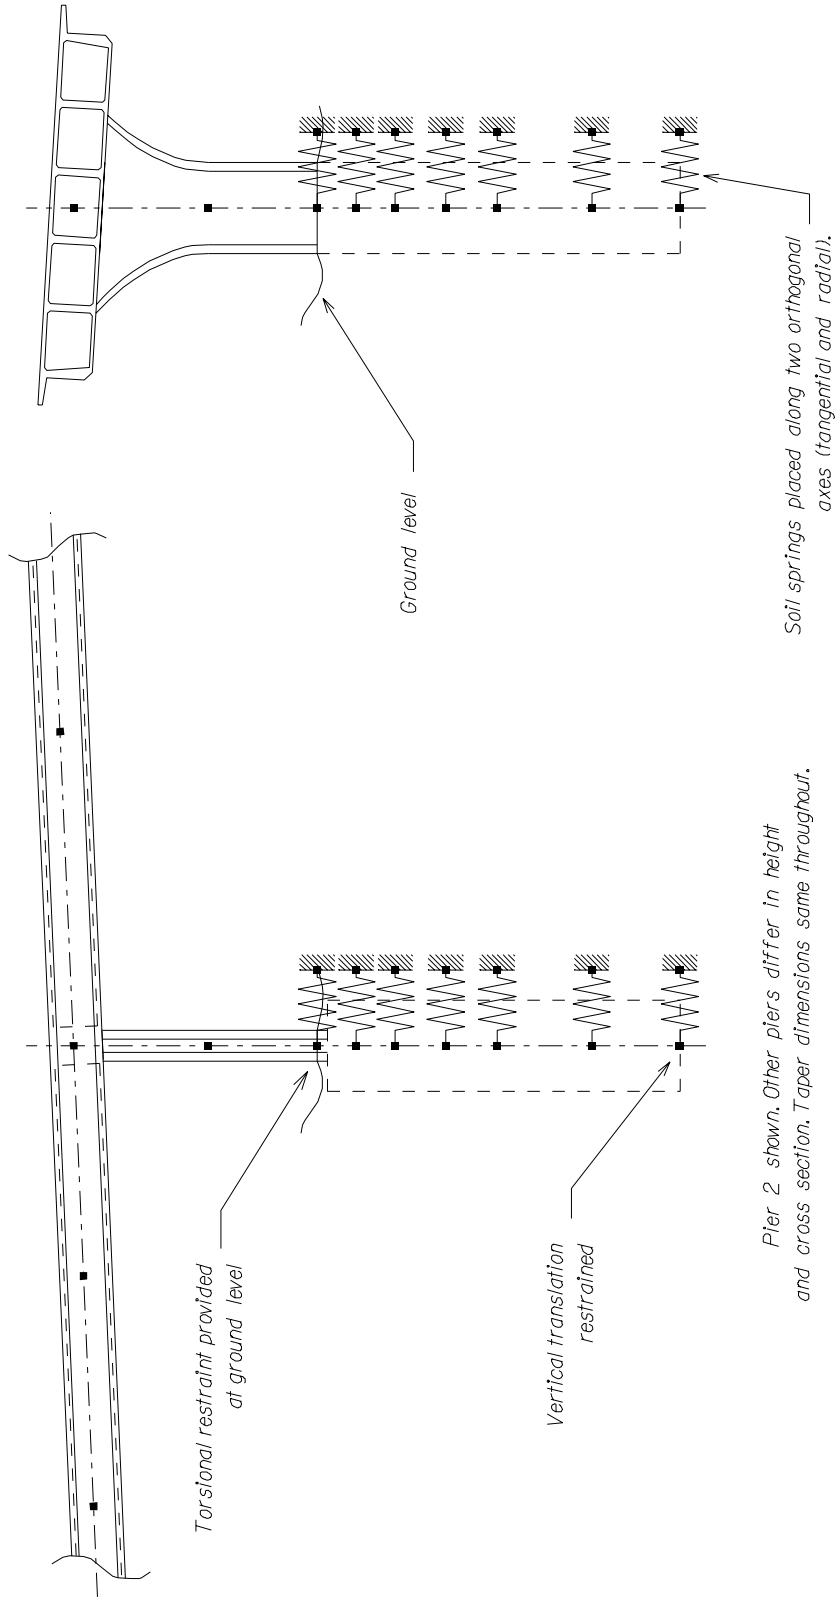 Ground level
Soil springs placed along two orthogonal
axes (tangential and radial).
Torsional restraint provided
at ground level
Vertical translation
restrained
Pier 2 shown. Other piers differ in height
and cross section. Taper dimensions same throughout.